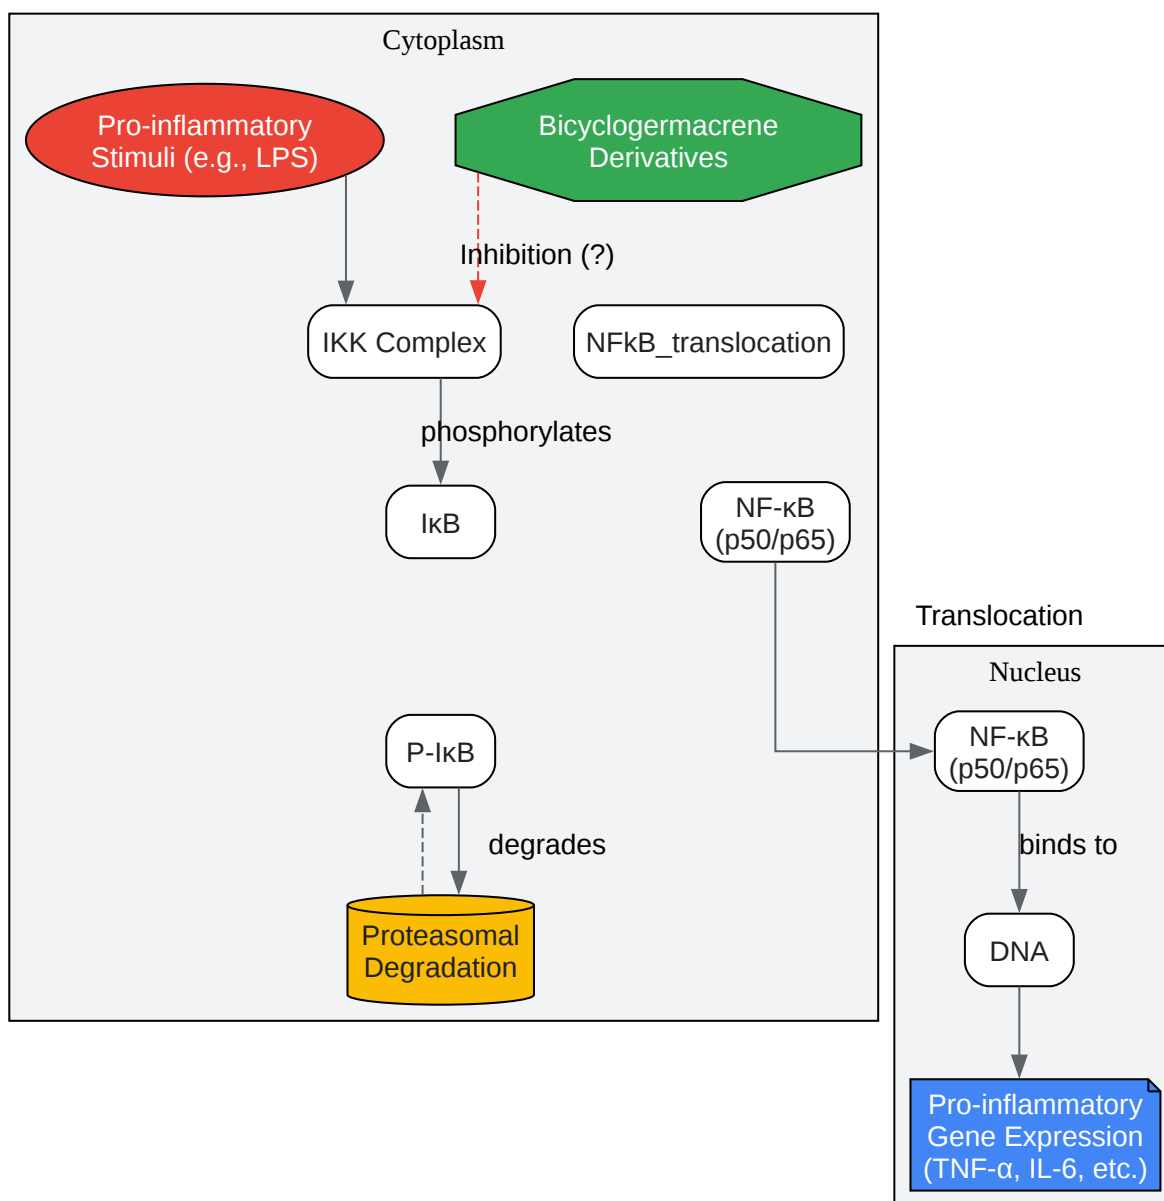 Cytoplasm
Pro-inflammatory
Stimuli (e.g., LPS)
Bicyclogermacrene
Derivatives
Inhibition (?)
IKK Complex
NFkB_translocation
phosphorylates
IκB
NF-κB
(p50/p65)
Translocation
Nucleus
P-IκB
NF-κB
(p50/p65)
degrades
binds to
Proteasomal
Degradation
DNA
Pro-inflammatory
Gene Expression
(TNF-α, IL-6, etc.)